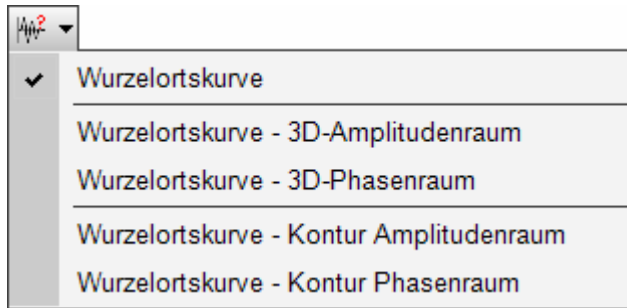 Wurzelortskurve
Wurzelortskurve - 3D-Amplitudenraum
Wurzelortskurve - 3D-Phasenraum
Wurzelortskurve - Kontur Amplitudenraum
Wurzelortskurve - Kontur Phasenraum